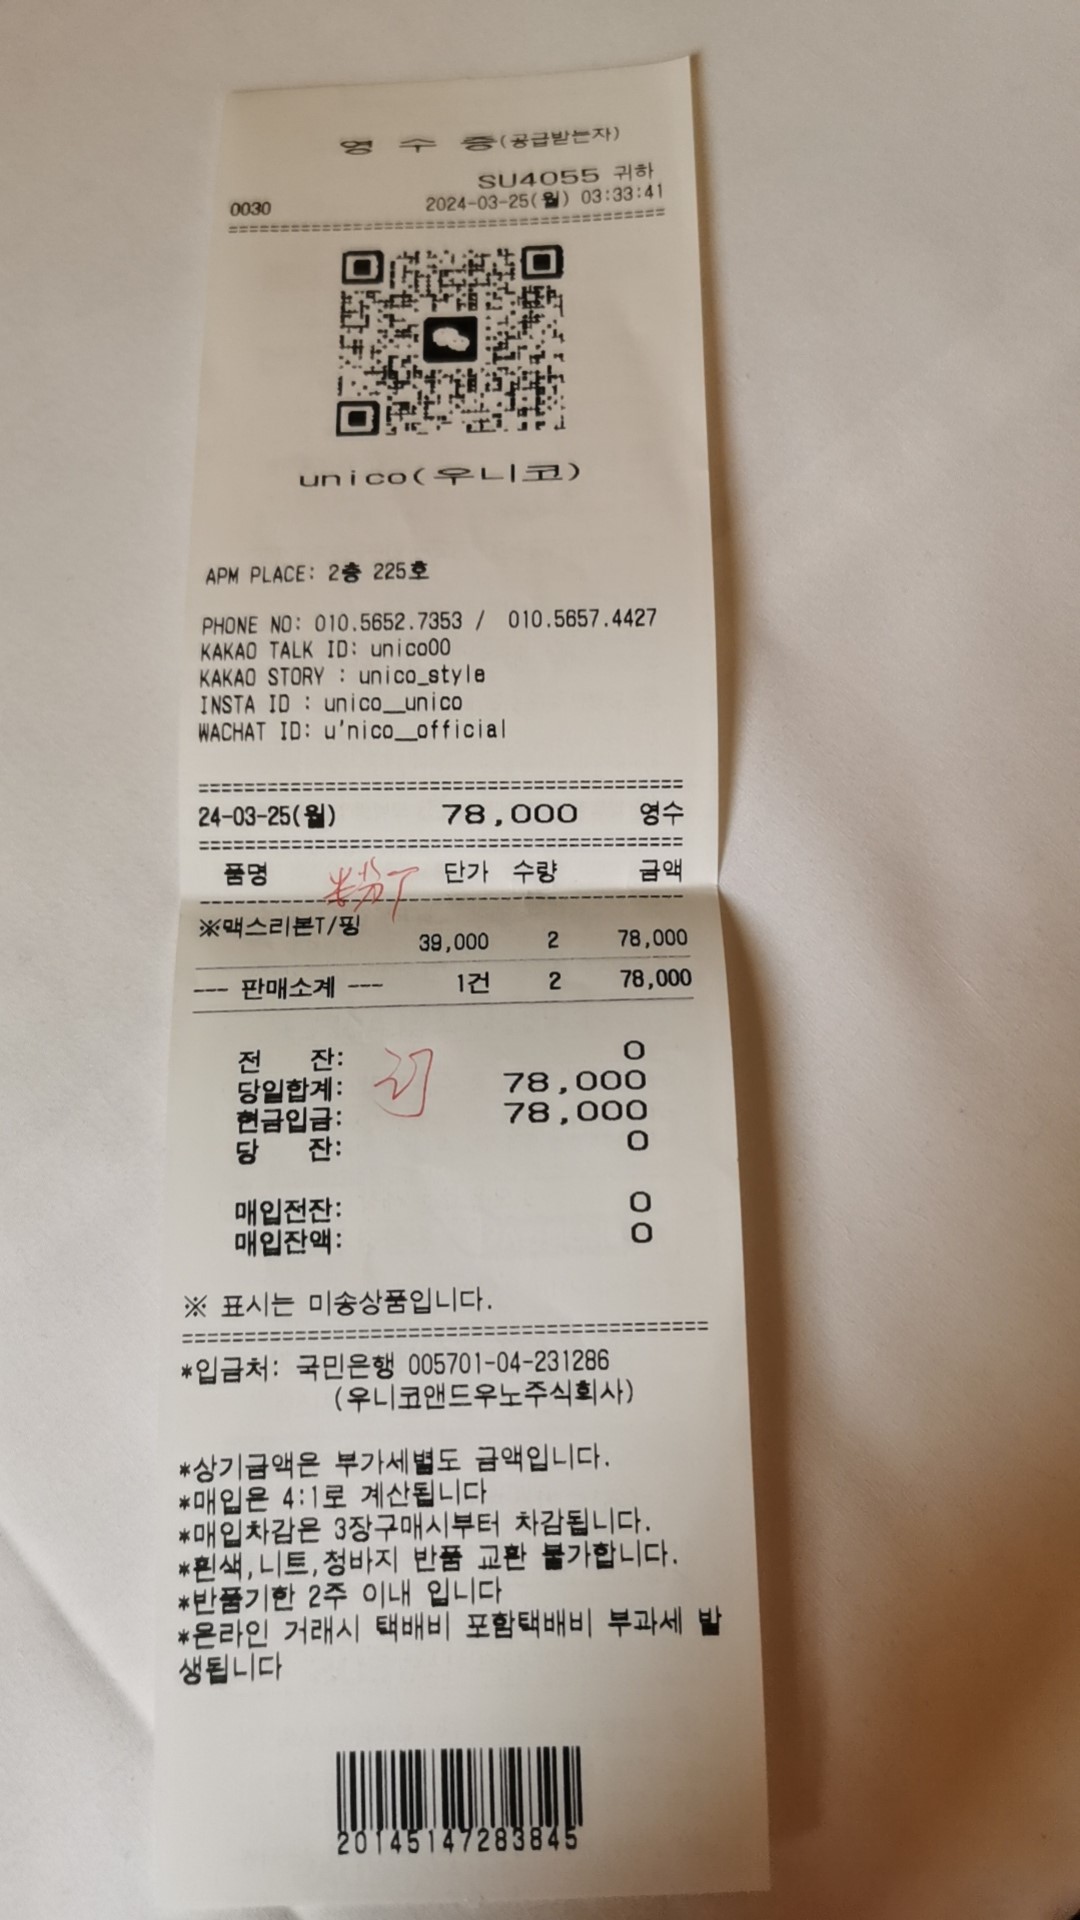 영 수 증(공급받는자)
SU4055 귀하
0030 2024-03-25(월) 03:33:41
unico(우니코)
APM PLACE: 2층 225호
PHONE NO: 010.5652.7353 / 010.5657.4427
KAKAO TALK ID: unico00
KAKAO STORY : unico_style
INSTA ID : unico__unico
WACHAT ID: u'nico__official
24-03-25(월) 78,000 영수
품명 粉T 단가 수량 금액
※맥스리본T/핑
39,000 2 78,000
--- 판매소계 --- 1건 2 78,000
전 잔: 0
당일합계: 78,000
현금입금: 78,000
당 잔: 0
매입전잔: 0
매입잔액: 0
※ 표시는 미송상품입니다.
*입금처: 국민은행 005701-04-231286
(우니코앤드우노주식회사)
*상기금액은 부가세별도 금액입니다.
*매입은 4:1로 계산됩니다
*매입차감은 3장구매시부터 차감됩니다.
*흰색,니트,청바지 반품 교환 불가합니다.
*반품기한 2주 이내 입니다
*온라인 거래시 택배비 포함택배비 부과세 발
생됩니다
20145147283845